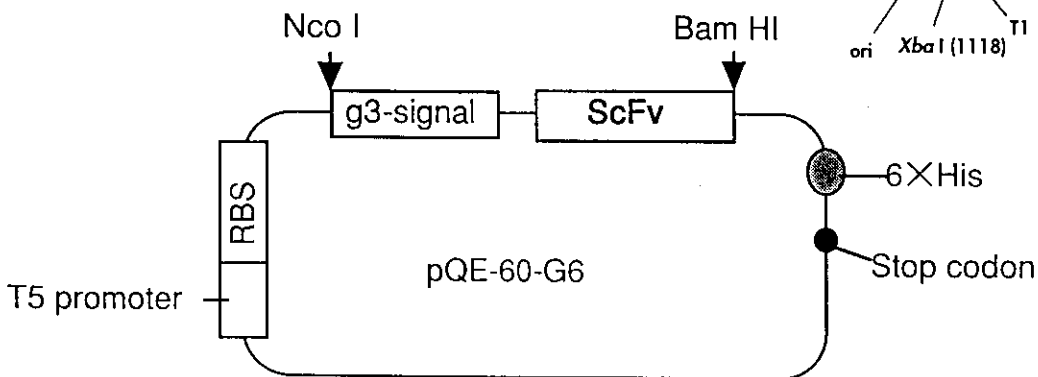 Nco I
Bam HI
ori
Xba I (1118)
T1
g3-signal
ScFv
RBS
6×His
pQE-60-G6
Stop codon
T5 promoter